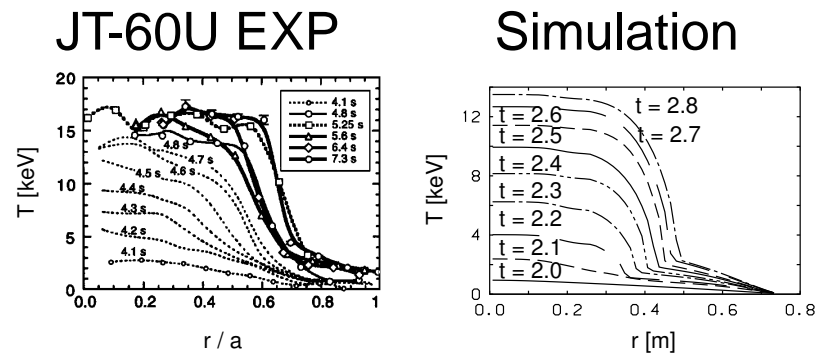 JT-60U EXP
Simulation
20
15
10
5
0
T [keV]
4.1 s
4.8 s
5.25 s
5.6 s
6.4 s
7.3 s
4.8 s
4.7 s
4.6 s
4.5 s
4.4 s
4.3 s
4.2 s
4.1 s
0.0
0.2
0.4
0.6
0.8
1
r / a
12
8
4
0
T [keV]
t = 2.8
t = 2.7
t = 2.6
t = 2.5
t = 2.4
t = 2.3
t = 2.2
t = 2.1
t = 2.0
0.0
0.2
0.4
0.6
0.8
r [m]